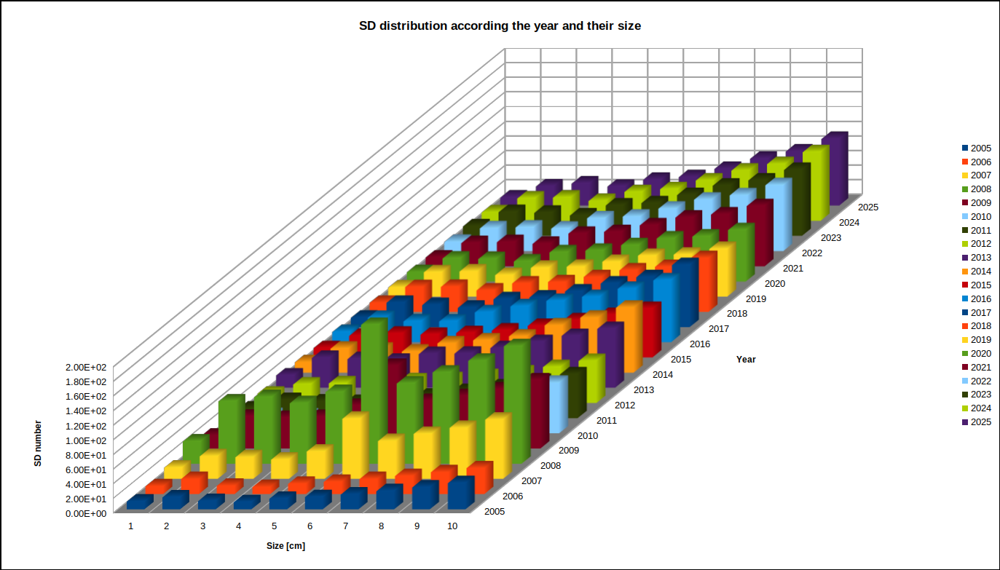 SD distribution according the year and their size
2.00E+02
1.80E+02
1.60E+02
1.40E+02
1.20E+02
1.00E+02
8.00E+01
6.00E+01
4.00E+01
2.00E+01
0.00E+00
SD number
1 2 3 4 5 6 7 8 9 10
Size [cm]
2005
2006
2007
2008
2009
2010
2011
2012
2013
2014
2015
2016
2017
2018
2019
2020
2021
2022
2023
2024
2025
Year
2005
2006
2007
2008
2009
2010
2011
2012
2013
2014
2015
2016
2017
2018
2019
2020
2021
2022
2023
2024
2025